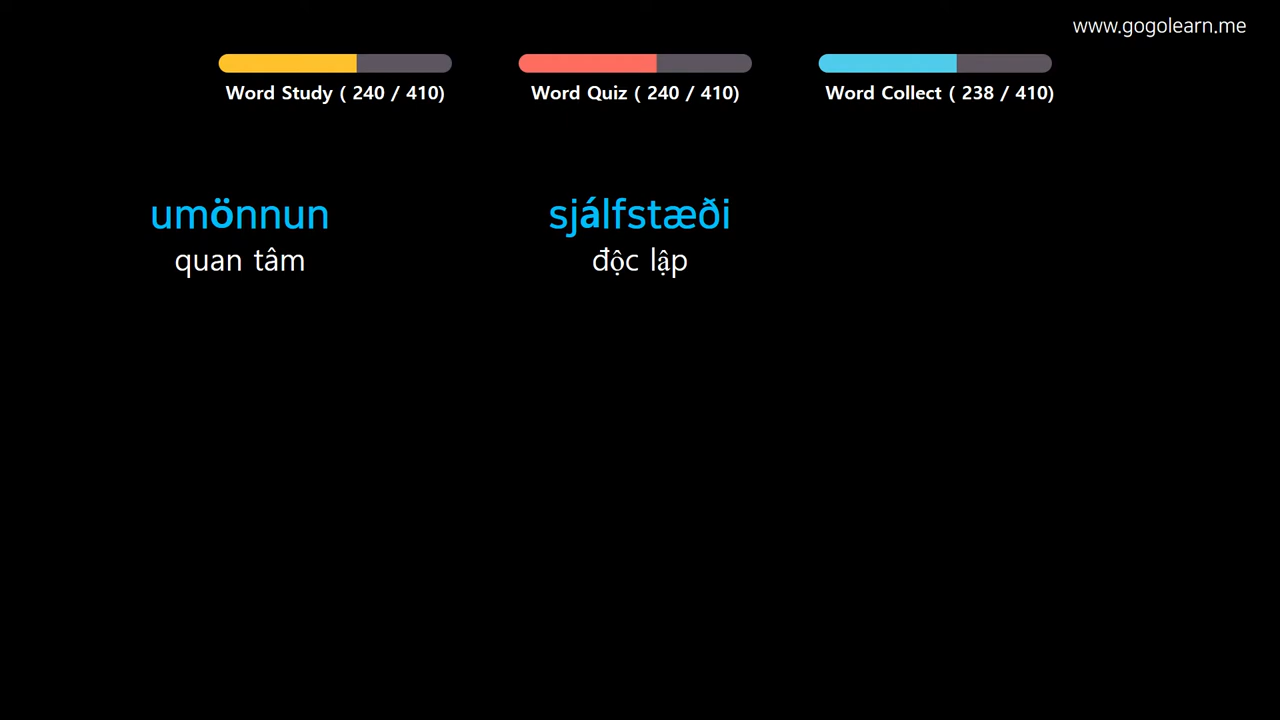 www.gogolearn.me
Word Study ( 240 / 410)
Word Quiz ( 240 / 410)
Word Collect ( 238 / 410)
umönnun
quan tâm
sjálfstæði
độc lập